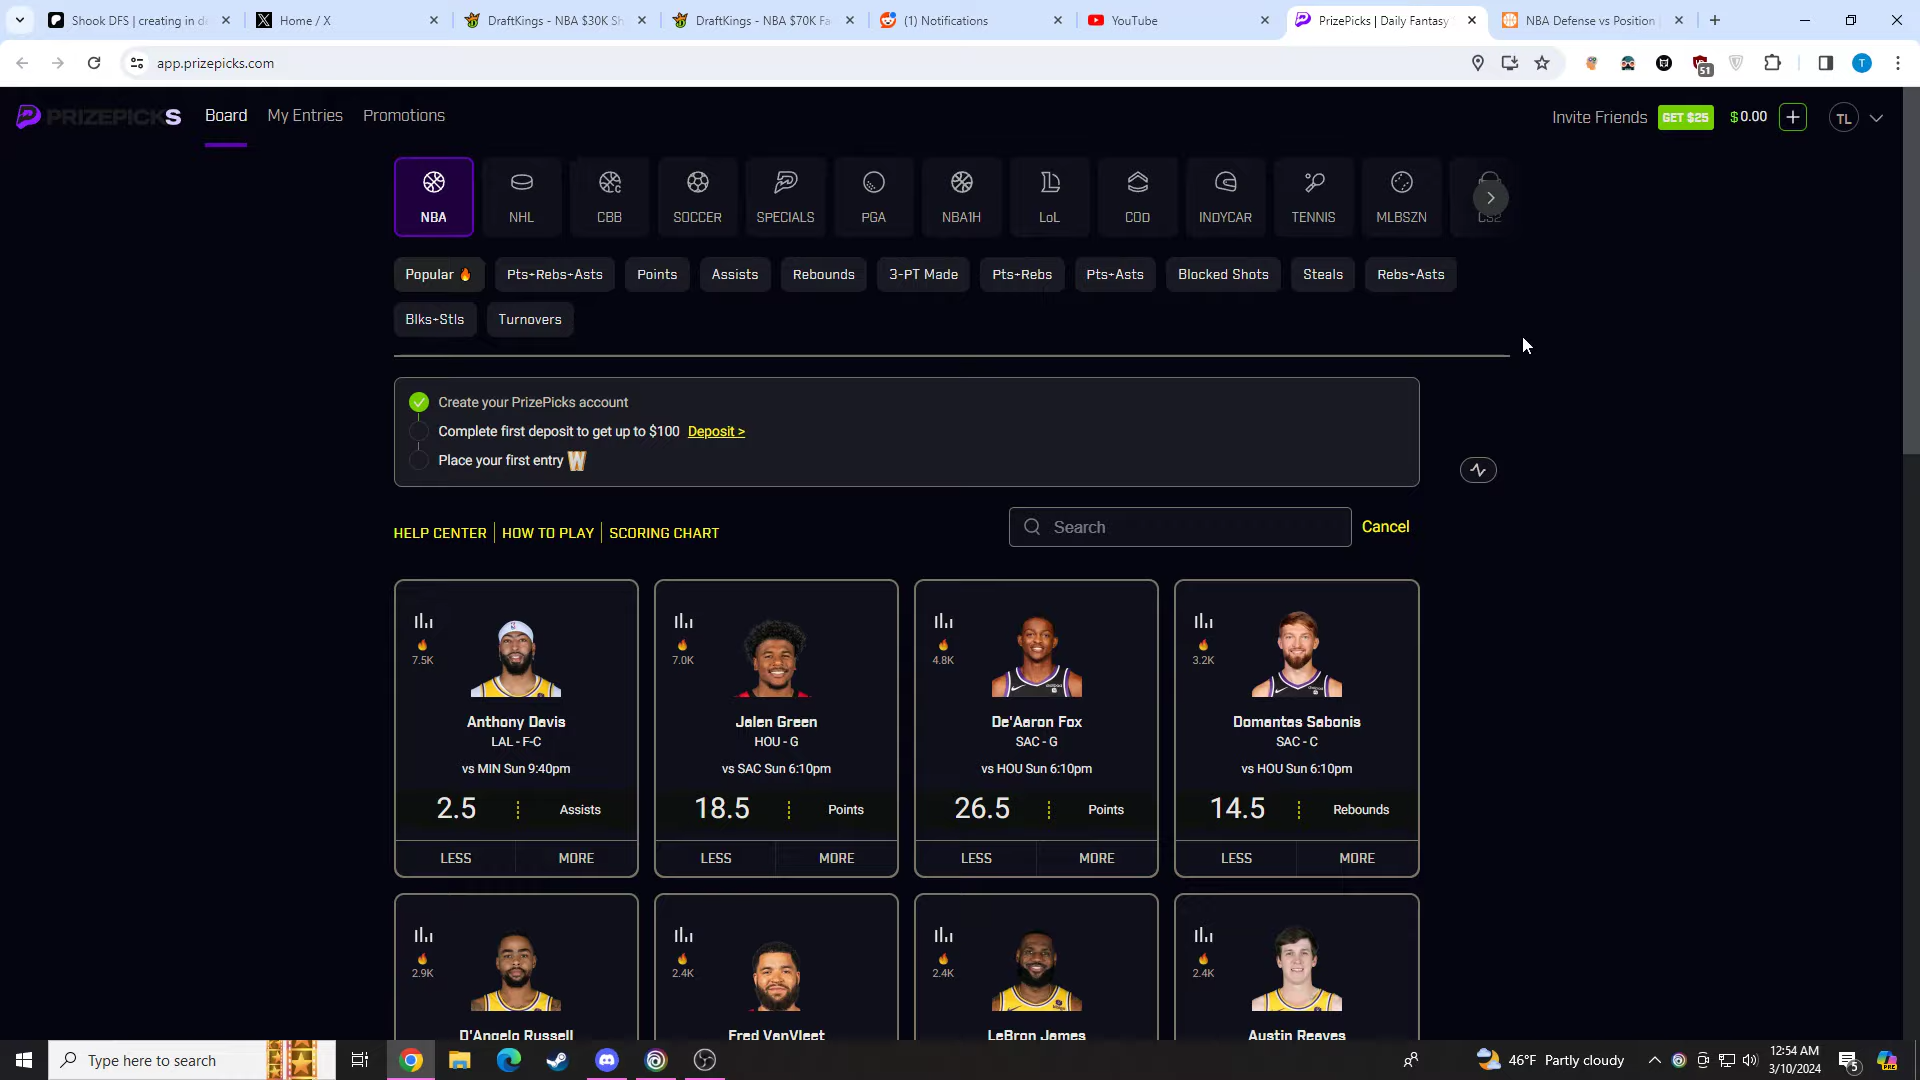 Shook DFS | creating in d
Home / X
DraftKings - NBA $30K Sh
DraftKings - NBA $70K Fa
(1) Notifications
YouTube
PrizePicks | Daily Fantasy
NBA Defense vs Position
app.prizepicks.com
51
T
PRIZEPICKS
Board
My Entries
Promotions
Invite Friends
GET $25
$0.00
TL
NBA
NHL
CBB
SOCCER
SPECIALS
PGA
NBA1H
LoL
COD
INDYCAR
TENNIS
MLBSZN
CS2
Popular
Pts+Rebs+Asts
Points
Assists
Rebounds
3-PT Made
Pts+Rebs
Pts+Asts
Blocked Shots
Steals
Rebs+Asts
Blks+Stls
Turnovers
Create your PrizePicks account
Complete first deposit to get up to $100 Deposit >
Place your first entry W
HELP CENTER
HOW TO PLAY
SCORING CHART
Search
Cancel
7.5K
Anthony Davis
LAL - F-C
vs MIN Sun 9:40pm
2.5 Assists
LESS MORE
7.0K
Jalen Green
HOU - G
vs SAC Sun 6:10pm
18.5 Points
LESS MORE
4.8K
De'Aaron Fox
SAC - G
vs HOU Sun 6:10pm
26.5 Points
LESS MORE
3.2K
Domantas Sabonis
SAC - C
vs HOU Sun 6:10pm
14.5 Rebounds
LESS MORE
2.9K
D'Angelo Russell
2.4K
Fred VanVleet
2.4K
LeBron James
2.4K
Austin Reaves
Type here to search
46°F Partly cloudy
12:54 AM
3/10/2024
5
PRE